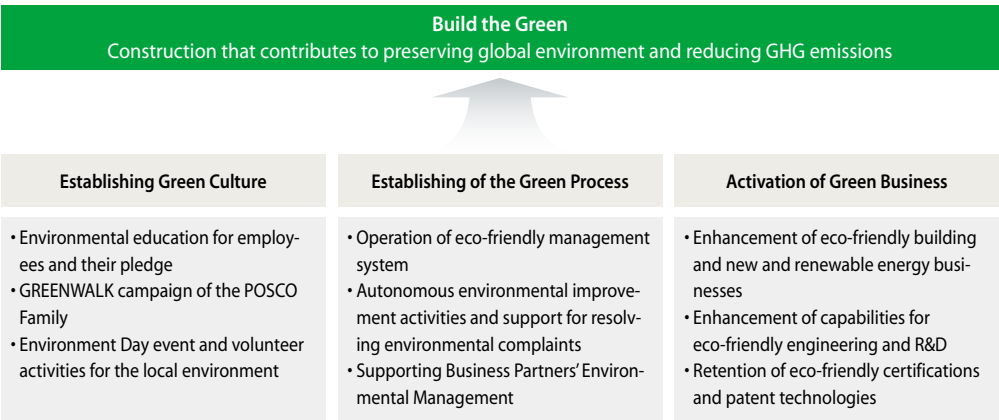 Build the Green
Construction that contributes to preserving global environment and reducing GHG emissions
Establishing Green Culture
• Environmental education for employ-
ees and their pledge
• GREENWALK campaign of the POSCO
Family
• Environment Day event and volunteer
activities for the local environment
Establishing of the Green Process
• Operation of eco-friendly management
system
• Autonomous environmental improve-
ment activities and support for resolv-
ing environmental complaints
• Supporting Business Partners’ Environ-
mental Management
Activation of Green Business
• Enhancement of eco-friendly building
and new and renewable energy busi-
nesses
• Enhancement of capabilities for
eco-friendly engineering and R&D
• Retention of eco-friendly certifications
and patent technologies